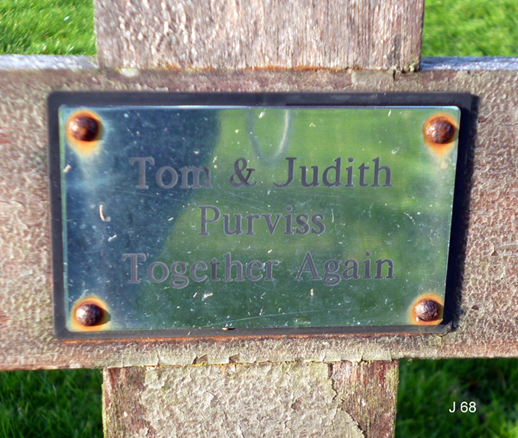 Tom & Judith
Purviss
Together Again
J 68